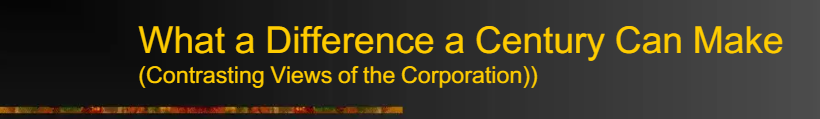 What a Difference a Century Can Make
(Contrasting Views of the Corporation))